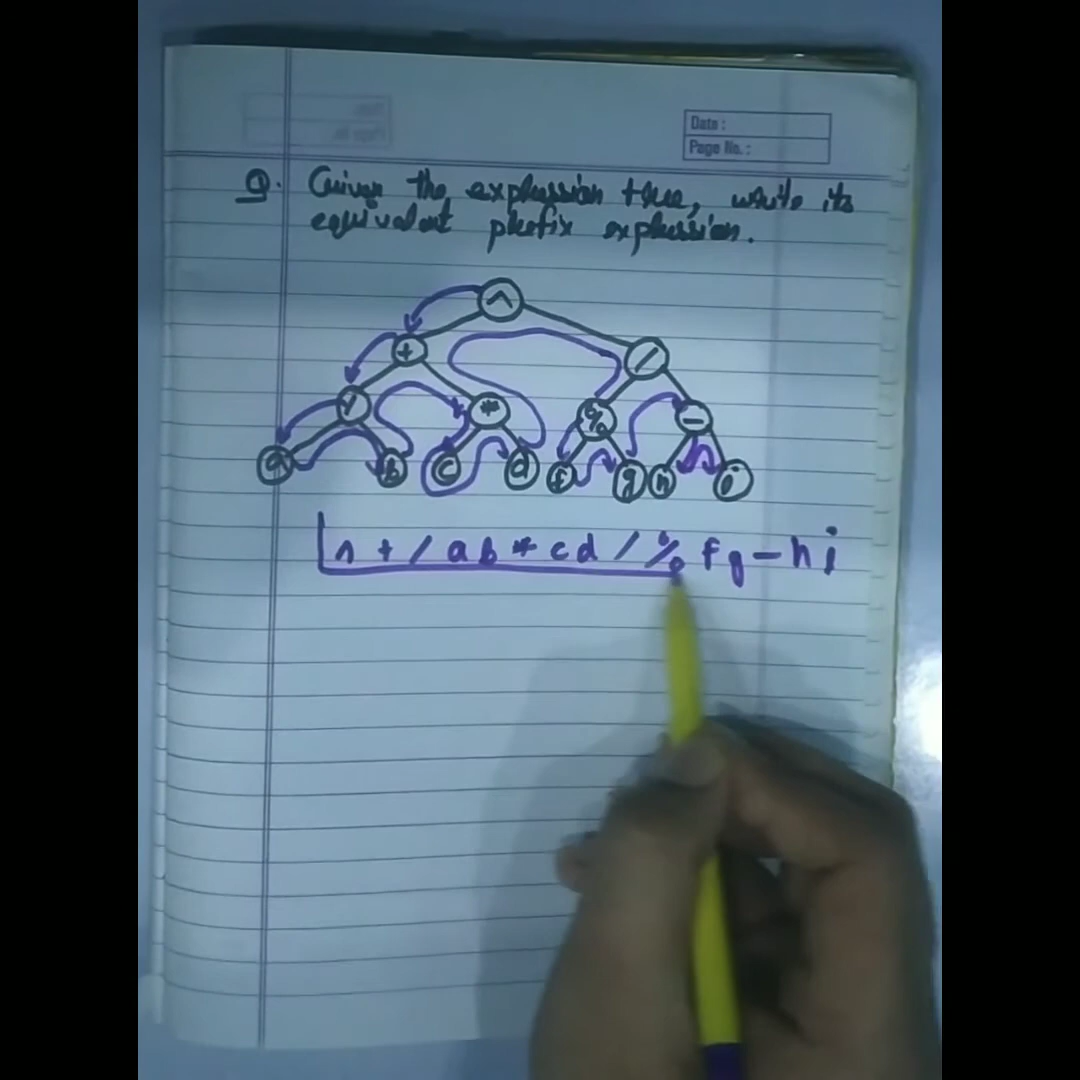 Date :
Page No. :
Q. Given the expression tree, write its
equivalent prefix expression.
^
+ /
/ * % -
a b c d f g h i
^ + / a b * c d / % f g - h i